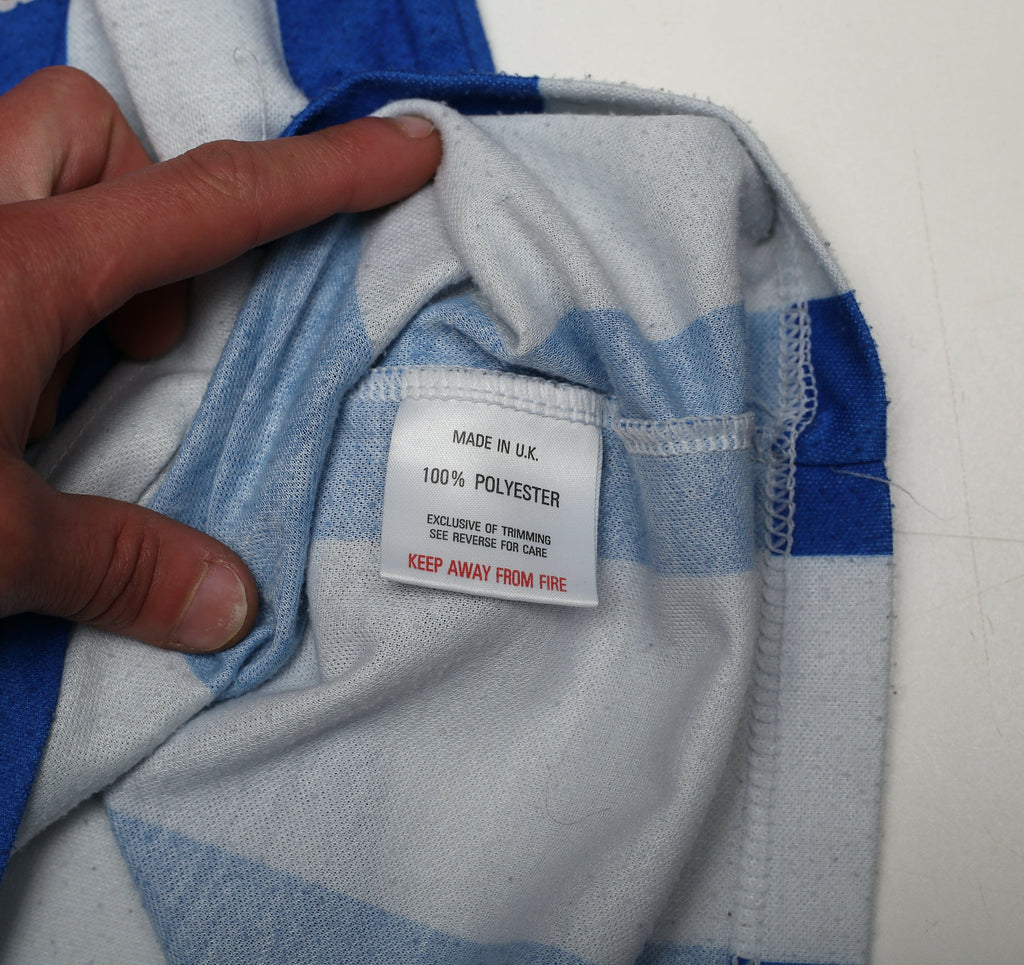 MADE IN U.K.
100% POLYESTER
EXCLUSIVE OF TRIMMING
SEE REVERSE FOR CARE
KEEP AWAY FROM FIRE